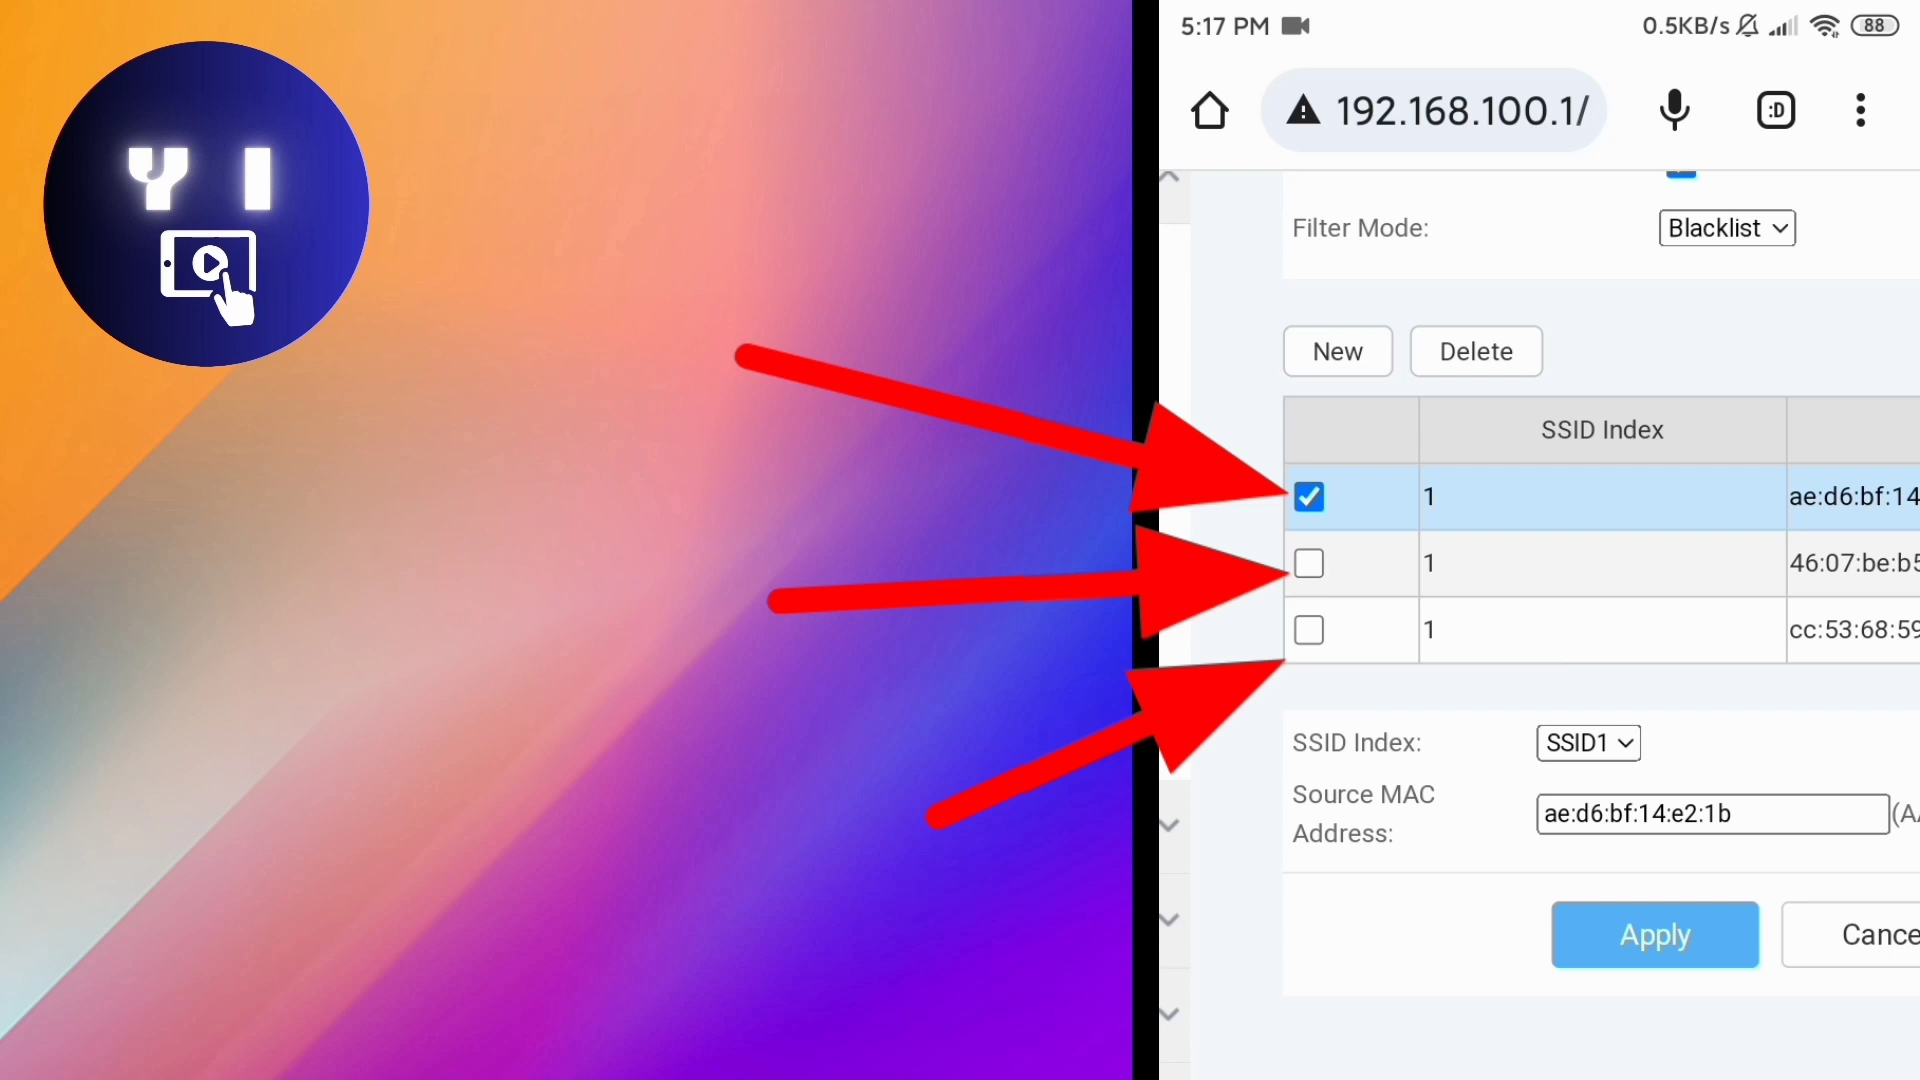 Y I
5:17 PM
0.5KB/s
88
192.168.100.1/
:D
Filter Mode:
Blacklist
New
Delete
SSID Index
1
ae:d6:bf:14
1
46:07:be:b5
1
cc:53:68:59
SSID Index:
SSID1
Source MAC
Address:
ae:d6:bf:14:e2:1b
(A
Apply
Cance